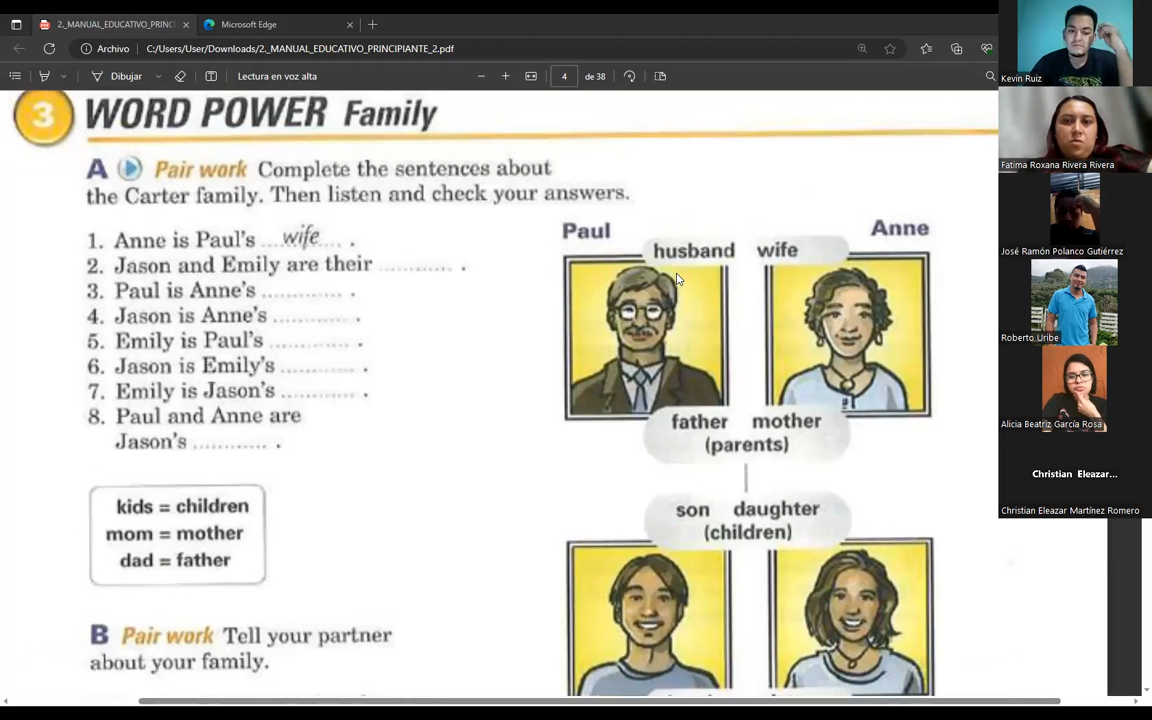 2._MANUAL_EDUCATIVO_PRINCI
Microsoft Edge
Archivo
C:/Users/User/Downloads/2._MANUAL_EDUCATIVO_PRINCIPIANTE_2.pdf
Dibujar
Lectura en voz alta
4 de 38
3 WORD POWER Family
A Pair work Complete the sentences about
the Carter family. Then listen and check your answers.
1. Anne is Paul's ....wife.... .
2. Jason and Emily are their ............. .
3. Paul is Anne's ............. .
4. Jason is Anne's ............. .
5. Emily is Paul's ............. .
6. Jason is Emily's ............. .
7. Emily is Jason's ............. .
8. Paul and Anne are
Jason's ............. .
kids = children
mom = mother
dad = father
B Pair work Tell your partner
about your family.
Paul
Anne
husband wife
father mother
(parents)
son daughter
(children)
Kevin Ruiz
Fatima Roxana Rivera Rivera
José Ramón Polanco Gutiérrez
Roberto Uribe
Alicia Beatriz García Rosa
Christian Eleazar...
Christian Eleazar Martínez Romero